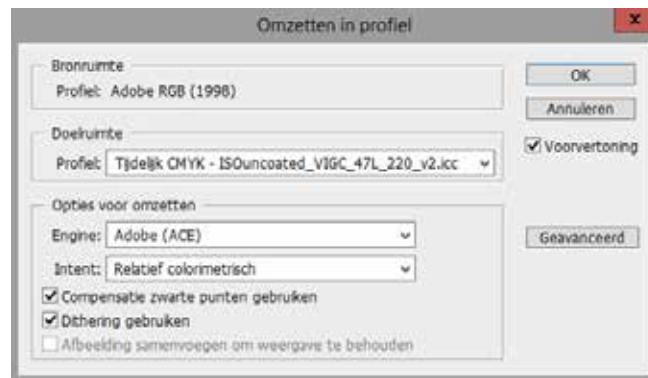 Omzetten in profiel
x
Bronruimte
Profiel: Adobe RGB (1998)
OK
Annuleren
Doelruimte
Profiel: Tijdelijk CMYK - ISOuncoated_VIGC_47L_220_v2.icc
Voorvertoning
Opties voor omzetten
Engine: Adobe (ACE)
Geavanceerd
Intent: Relatief colorimetrisch
Compensatie zwarte punten gebruiken
Dithering gebruiken
Afbeelding samenvoegen om weergave te behouden